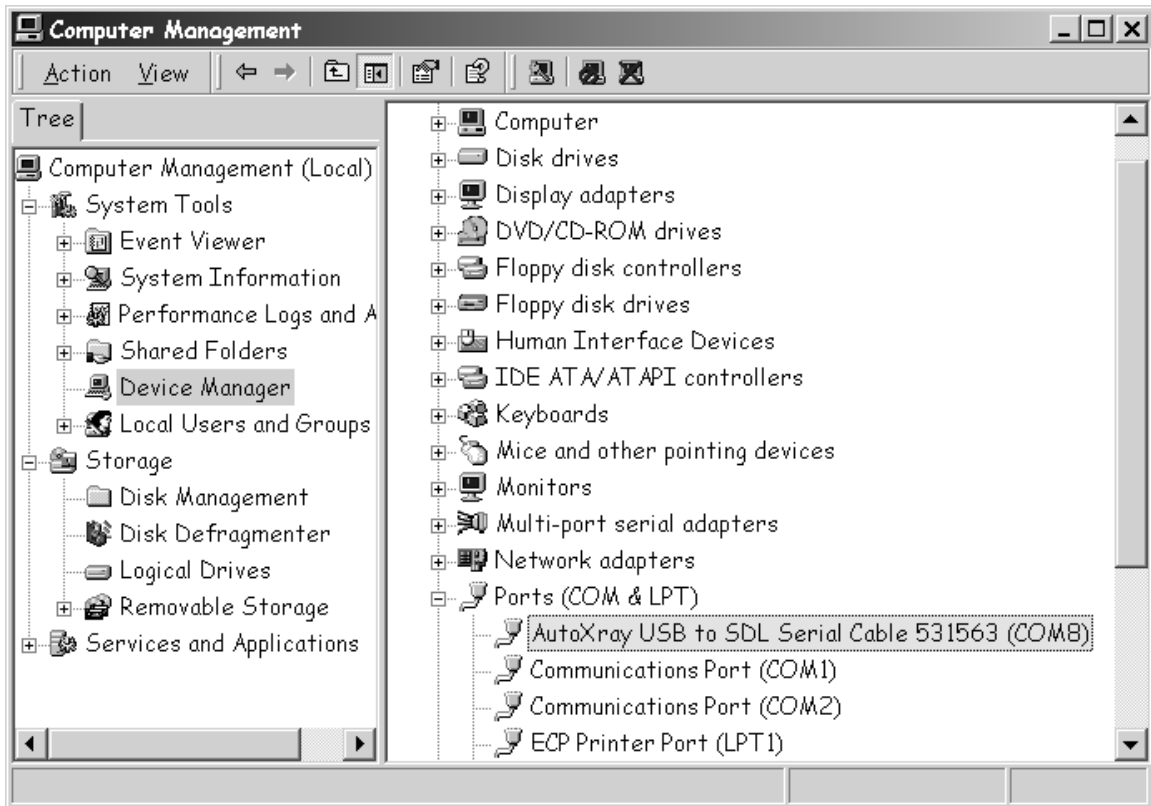 Computer Management
Action View
Tree
Computer Management (Local)
System Tools
Event Viewer
System Information
Performance Logs and A
Shared Folders
Device Manager
Local Users and Groups
Storage
Disk Management
Disk Defragmenter
Logical Drives
Removable Storage
Services and Applications
Computer
Disk drives
Display adapters
DVD/CD-ROM drives
Floppy disk controllers
Floppy disk drives
Human Interface Devices
IDE ATA/ATAPI controllers
Keyboards
Mice and other pointing devices
Monitors
Multi-port serial adapters
Network adapters
Ports (COM & LPT)
AutoXray USB to SDL Serial Cable 531563 (COM8)
Communications Port (COM1)
Communications Port (COM2)
ECP Printer Port (LPT1)